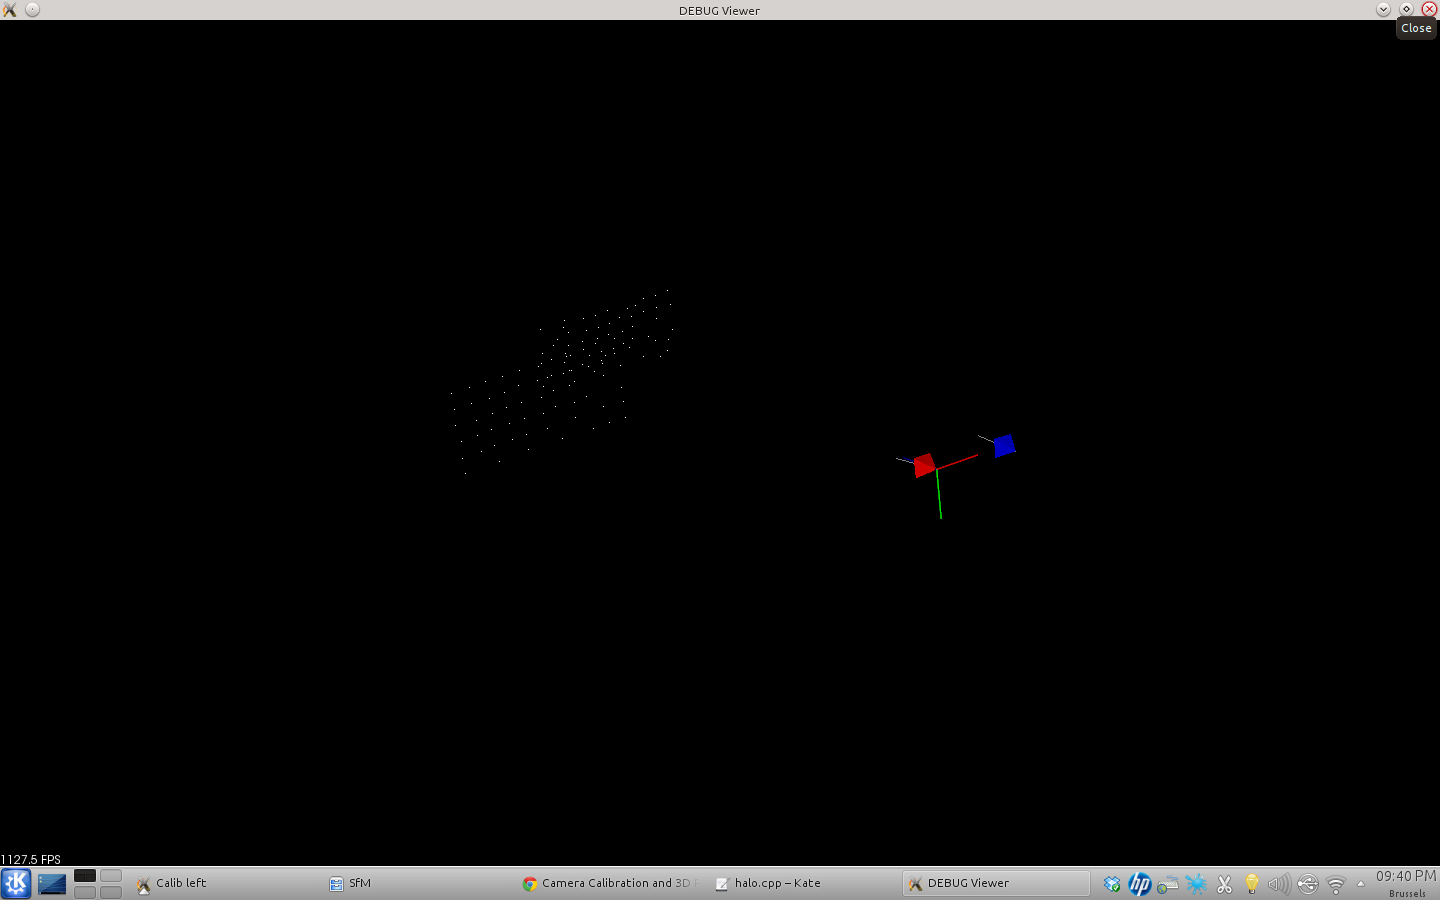 DEBUG Viewer
Close
1127.5 FPS
Calib left
SfM
Camera Calibration and 3D
halo.cpp – Kate
DEBUG Viewer
hp
09:40 PM
Brussels